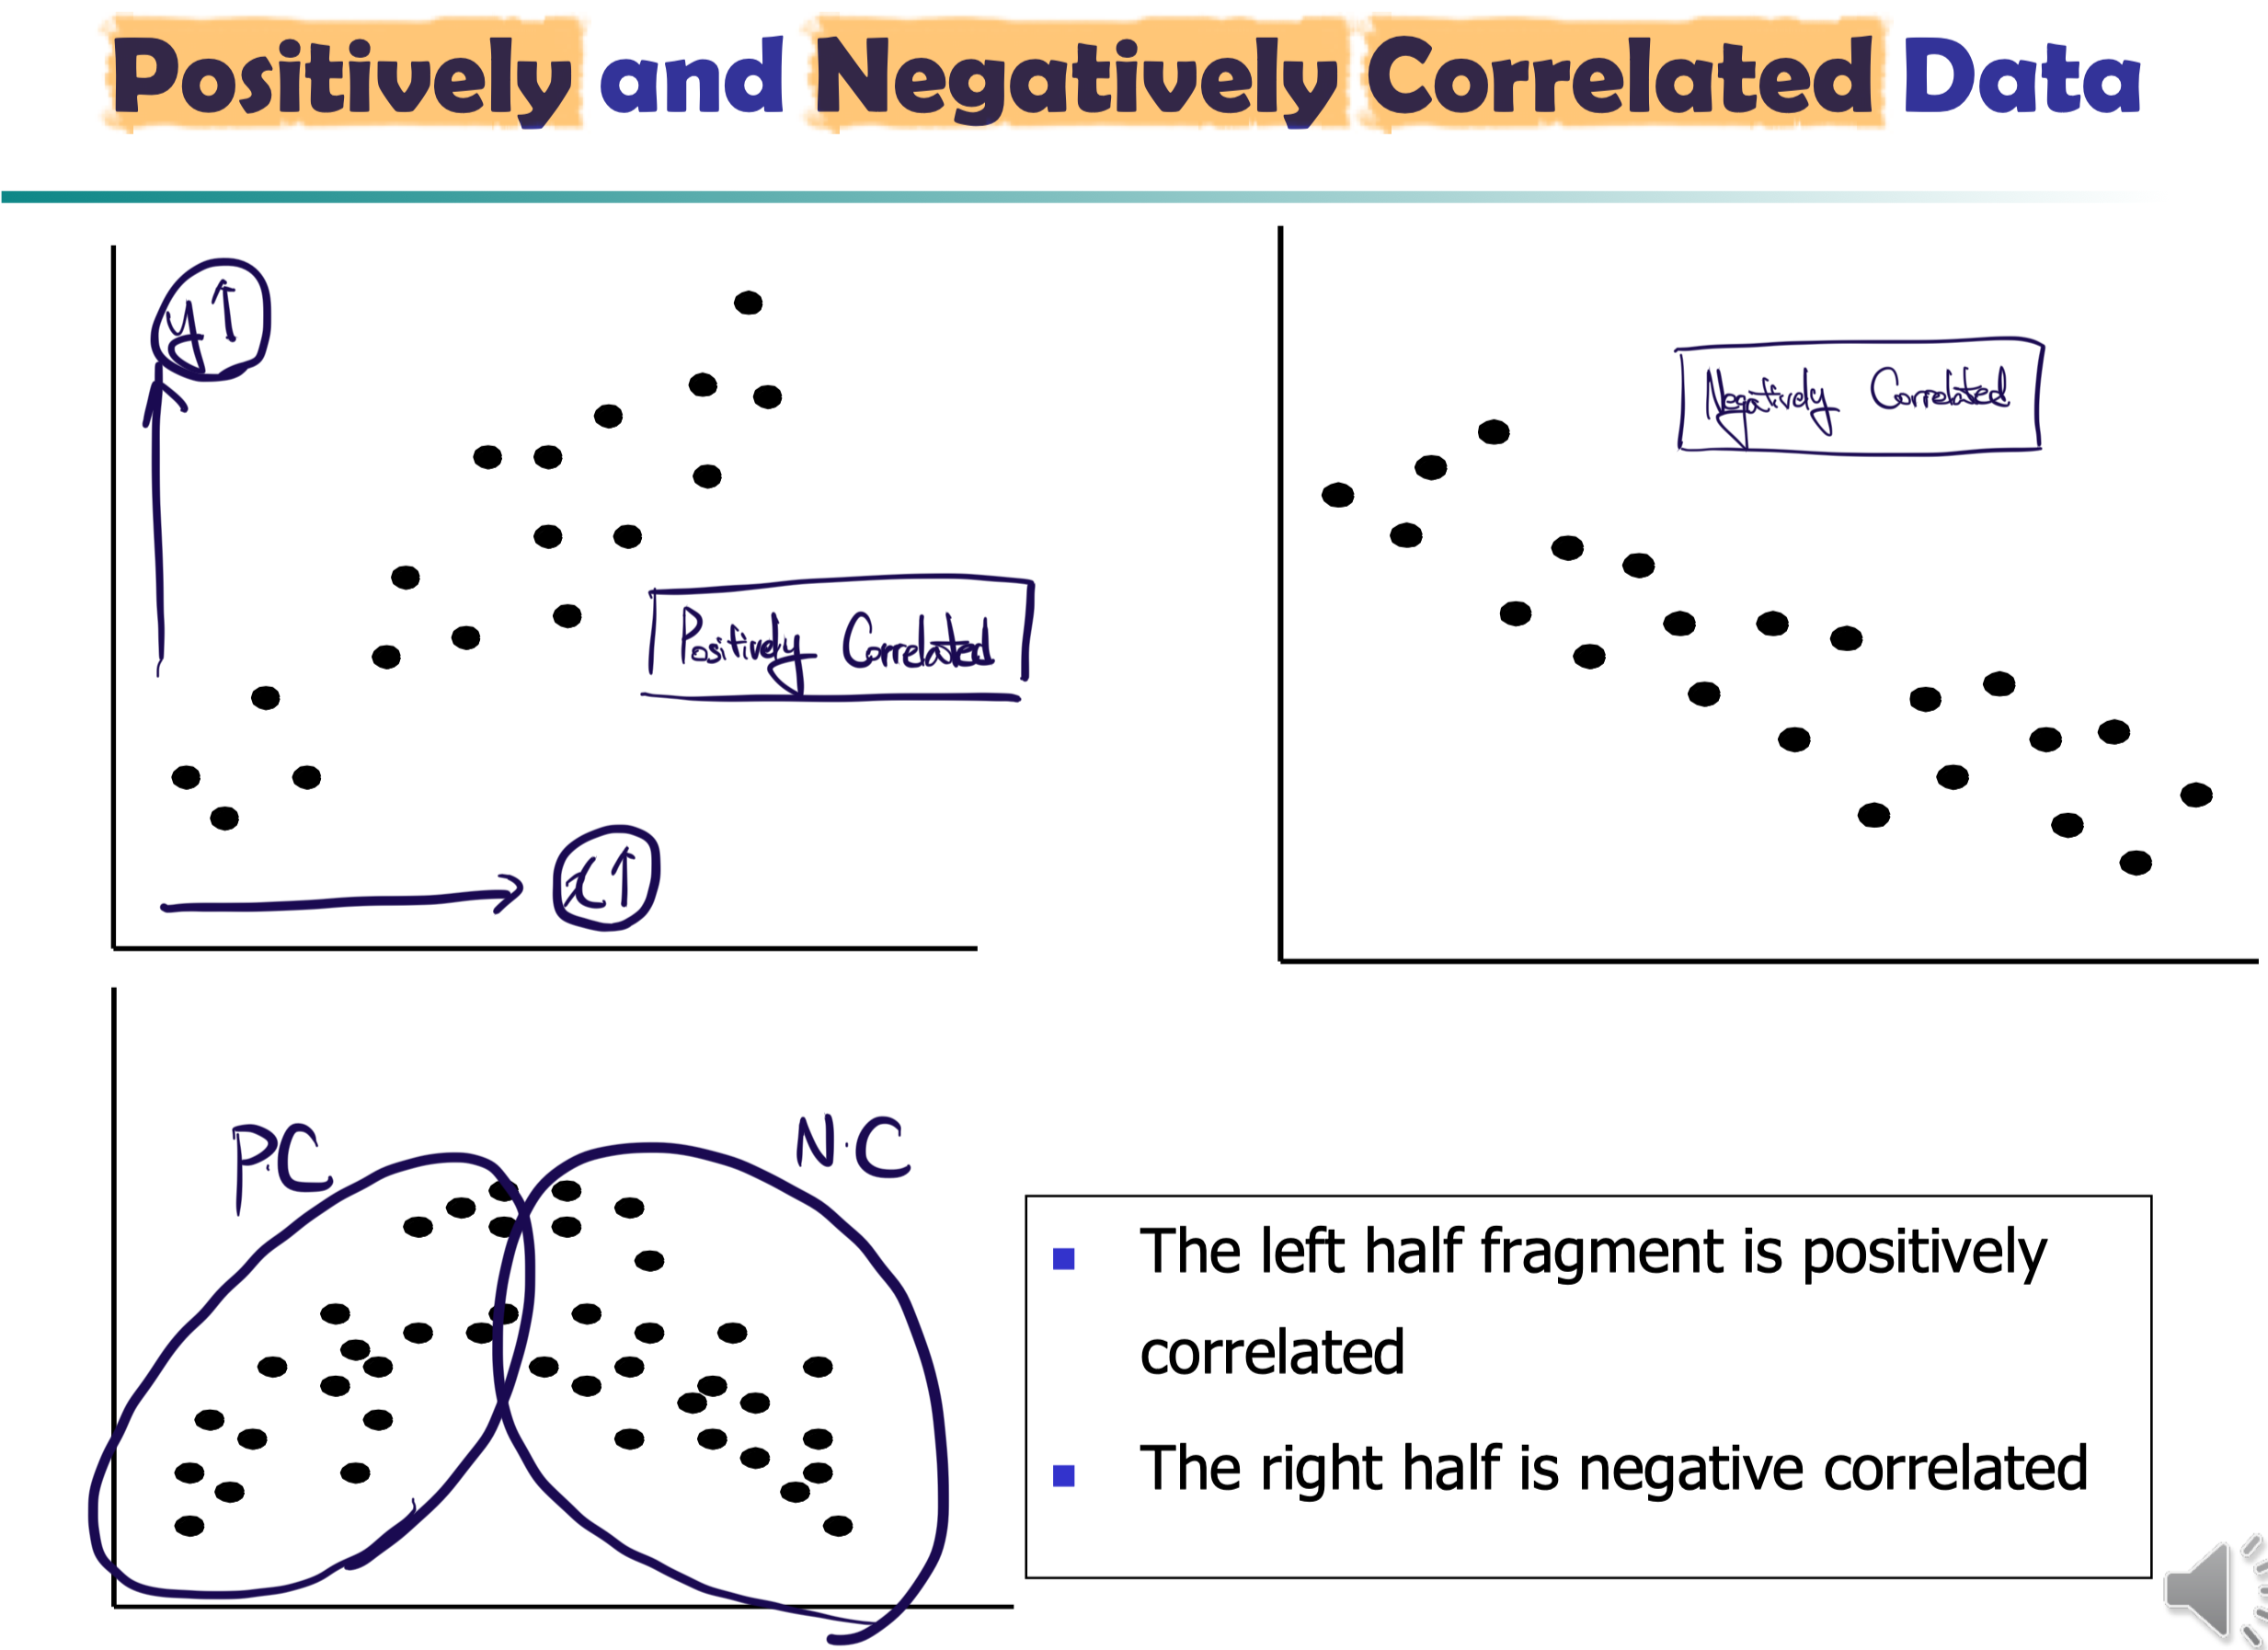 Positively and Negatively Correlated Data
y↑
Negatively Correlated
Positively Correlated
x↑
P.C
N.C
The left half fragment is positively
correlated
The right half is negative correlated